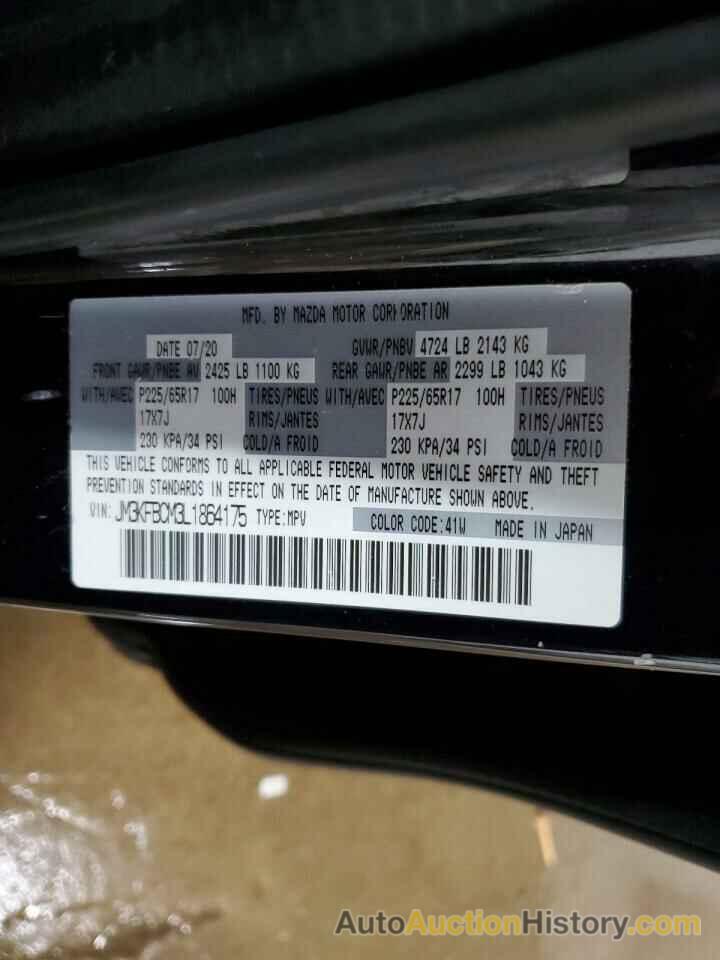 MFD. BY MAZDA MOTOR CORPORATION
DATE 07/20 GVWR/PNBV 4724 LB 2143 KG
FRONT GAWR/PNBE AV 2425 LB 1100 KG REAR GAWR/PNBE AR 2299 LB 1043 KG
WITH/AVEC P225/65R17 100H TIRES/PNEUS WITH/AVEC P225/65R17 100H TIRES/PNEUS
17X7J RIMS/JANTES 17X7J RIMS/JANTES
230 KPA/34 PSI COLD/A FROID 230 KPA/34 PSI COLD/A FROID
THIS VEHICLE CONFORMS TO ALL APPLICABLE FEDERAL MOTOR VEHICLE SAFETY AND THEFT
PREVENTION STANDARDS IN EFFECT ON THE DATE OF MANUFACTURE SHOWN ABOVE.
VIN: JM3KFBCM3L1864175 TYPE:MPV COLOR CODE:41W MADE IN JAPAN
AutoAuctionHistory.com